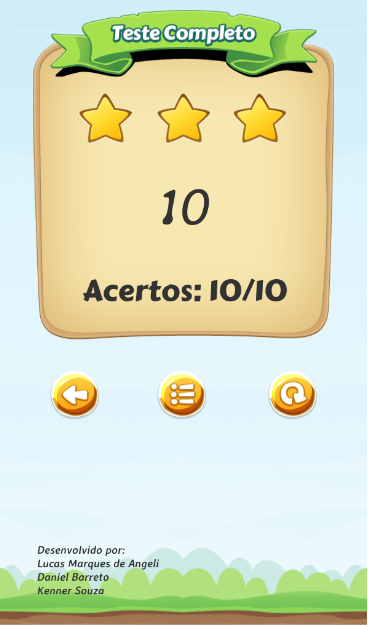 Teste Completo
10
Acertos: 10/10
Desenvolvido por:
Lucas Marques de Angeli
Daniel Barreto
Kenner Souza